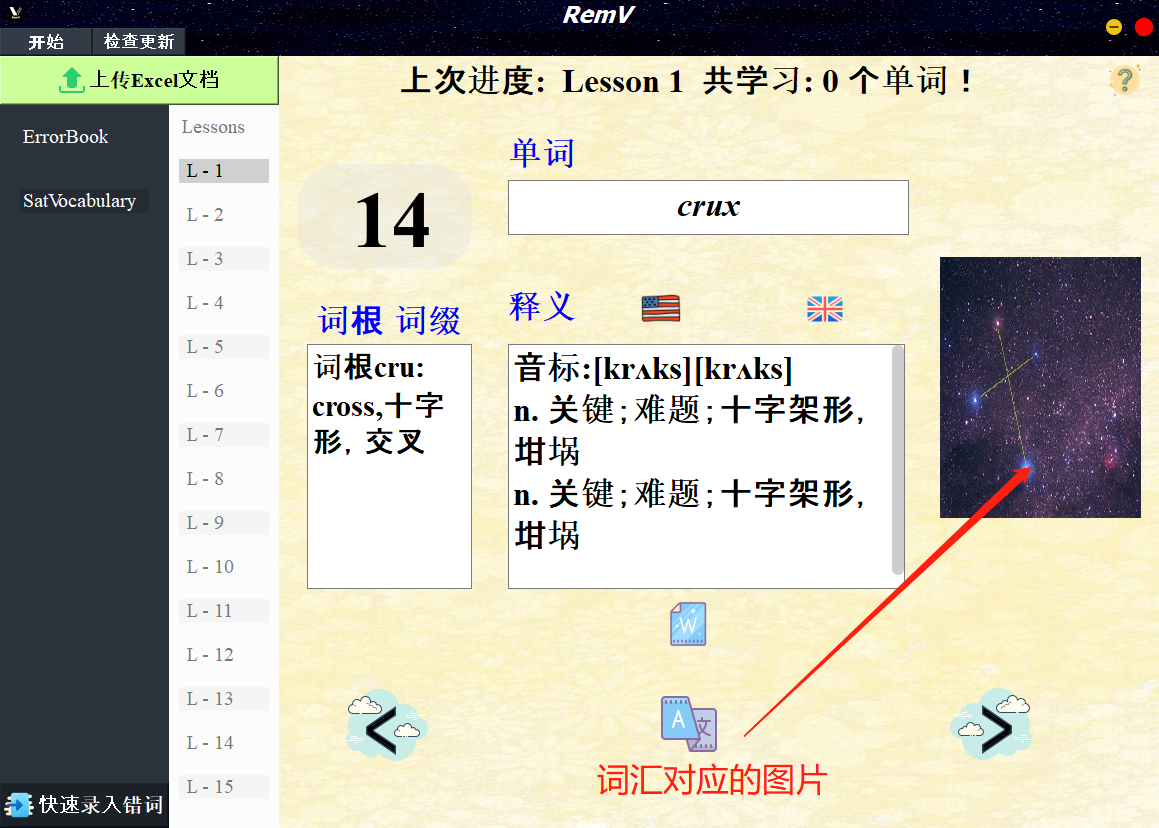 RemV
开始 检查更新
上传Excel文档
上次进度: Lesson 1 共学习: 0 个单词！
?
ErrorBook
SatVocabulary
Lessons
L - 1
L - 2
L - 3
L - 4
L - 5
L - 6
L - 7
L - 8
L - 9
L - 10
L - 11
L - 12
L - 13
L - 14
L - 15
快速录入错词
14
单词
crux
词根 词缀
词根cru:
cross,十字
形，交叉
释义
音标:[krʌks][krʌks]
n. 关键;难题;十字架形,
坩埚
n. 关键;难题;十字架形,
坩埚
W
A 文
<
>
词汇对应的图片